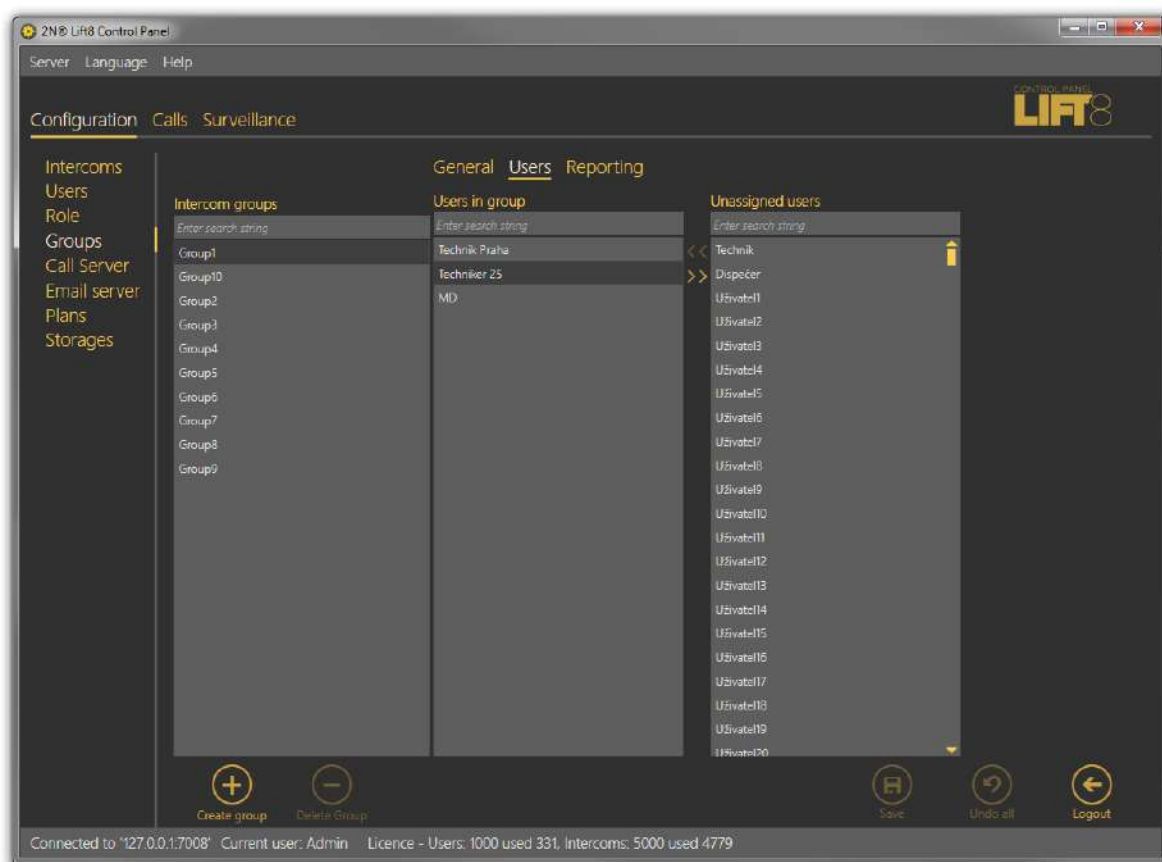 2N® Lift8 Control Panel
Server Language Help
CONTROL PANEL
LIFT8
Configuration Calls Surveillance
Intercoms
Users
Role
Groups
Call Server
Email server
Plans
Storages
General Users Reporting
Intercom groups
Enter search string
Group1
Group10
Group2
Group3
Group4
Group5
Group6
Group7
Group8
Group9
Users in group
Enter search string
Technik Praha
Techniker 25
MD
<<
>>
Unassigned users
Enter search string
Technik
Dispečer
Uživatel1
Uživatel2
Uživatel3
Uživatel4
Uživatel5
Uživatel6
Uživatel7
Uživatel8
Uživatel9
Uživatel10
Uživatel11
Uživatel12
Uživatel13
Uživatel14
Uživatel15
Uživatel16
Uživatel17
Uživatel18
Uživatel19
Uživatel20
Create group Delete Group Save Undo all Logout
Connected to '127.0.0.1:7008' Current user: Admin Licence - Users: 1000 used 331, Intercoms: 5000 used 4779